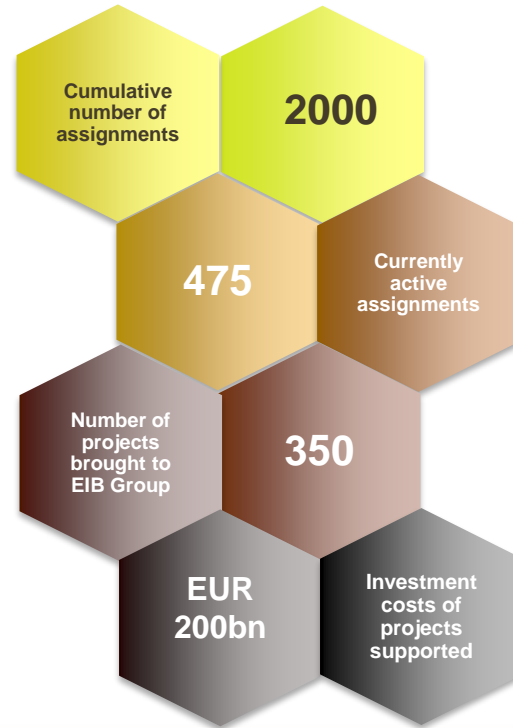 Cumulative
number of
assignments
2000
475
Currently
active
assignments
Number of
projects
brought to
EIB Group
350
EUR
200bn
Investment
costs of
projects
supported